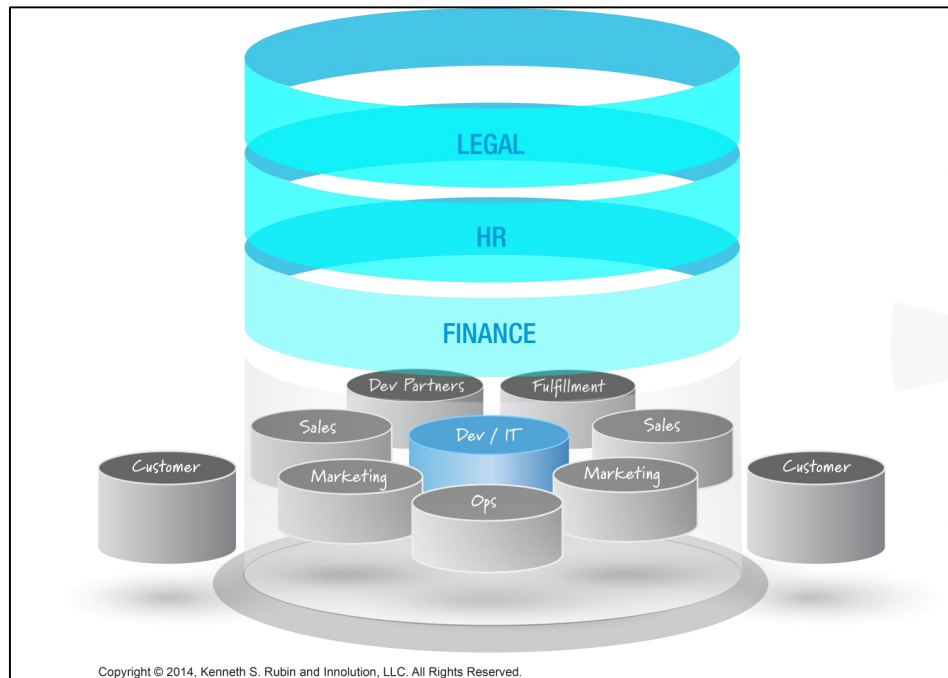 LEGAL
HR
FINANCE
Dev Partners
Fulfillment
Sales
Dev / IT
Sales
Customer
Marketing
Marketing
Customer
Ops
Copyright © 2014, Kenneth S. Rubin and Innolution, LLC. All Rights Reserved.